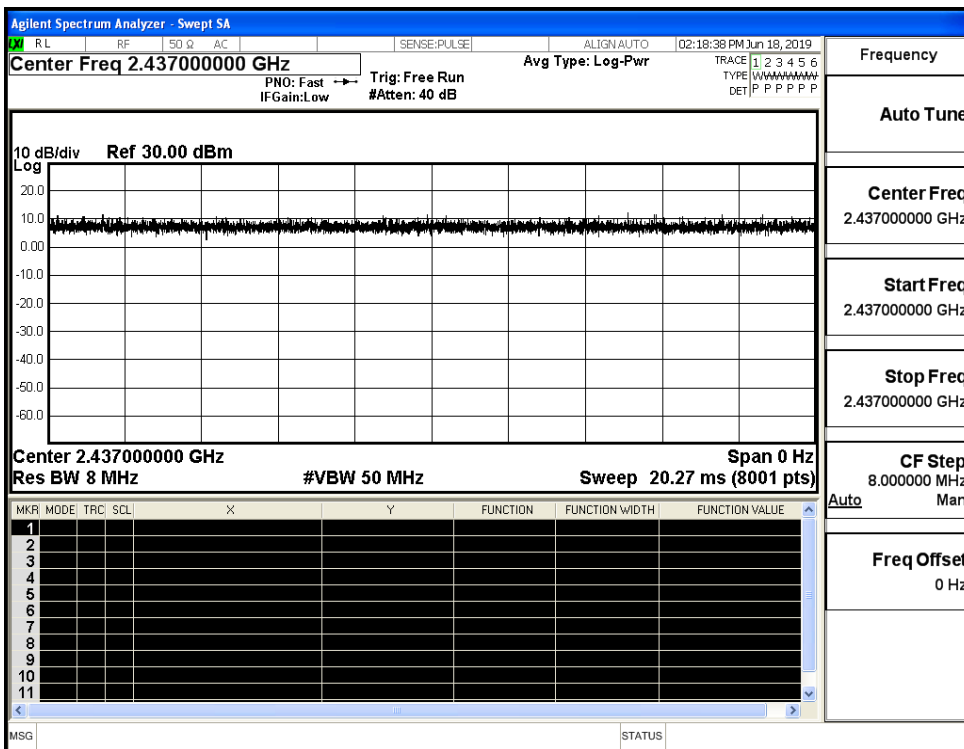 Agilent Spectrum Analyzer - Swept SA
LXI RL RF 50 Ω AC SENSE:PULSE ALIGN AUTO 02:18:38 PM Jun 18, 2019
Center Freq 2.437000000 GHz
PNO: Fast
IFGain:Low
Trig: Free Run
#Atten: 40 dB
Avg Type: Log-Pwr
TRACE 1 2 3 4 5 6
TYPE WWWWWW
DET P P P P P P
10 dB/div Ref 30.00 dBm
Log
20.0
10.0
0.00
-10.0
-20.0
-30.0
-40.0
-50.0
-60.0
Center 2.437000000 GHz Span 0 Hz
Res BW 8 MHz #VBW 50 MHz Sweep 20.27 ms (8001 pts)
MKR MODE TRC SCL X Y FUNCTION FUNCTION WIDTH FUNCTION VALUE
1
2
3
4
5
6
7
8
9
10
11
MSG STATUS
Frequency
Auto Tune
Center Freq
2.437000000 GHz
Start Freq
2.437000000 GHz
Stop Freq
2.437000000 GHz
CF Step
8.000000 MHz
Auto Man
Freq Offset
0 Hz